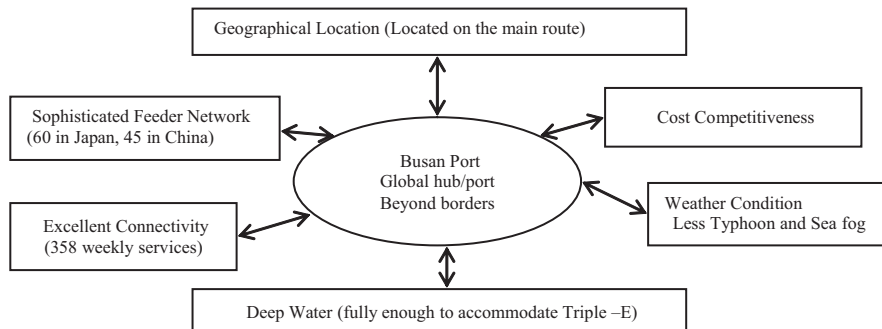 Geographical Location (Located on the main route)
Sophisticated Feeder Network
(60 in Japan, 45 in China)
Cost Competitiveness
Busan Port
Global hub/port
Beyond borders
Excellent Connectivity
(358 weekly services)
Weather Condition
Less Typhoon and Sea fog
Deep Water (fully enough to accommodate Triple –E)